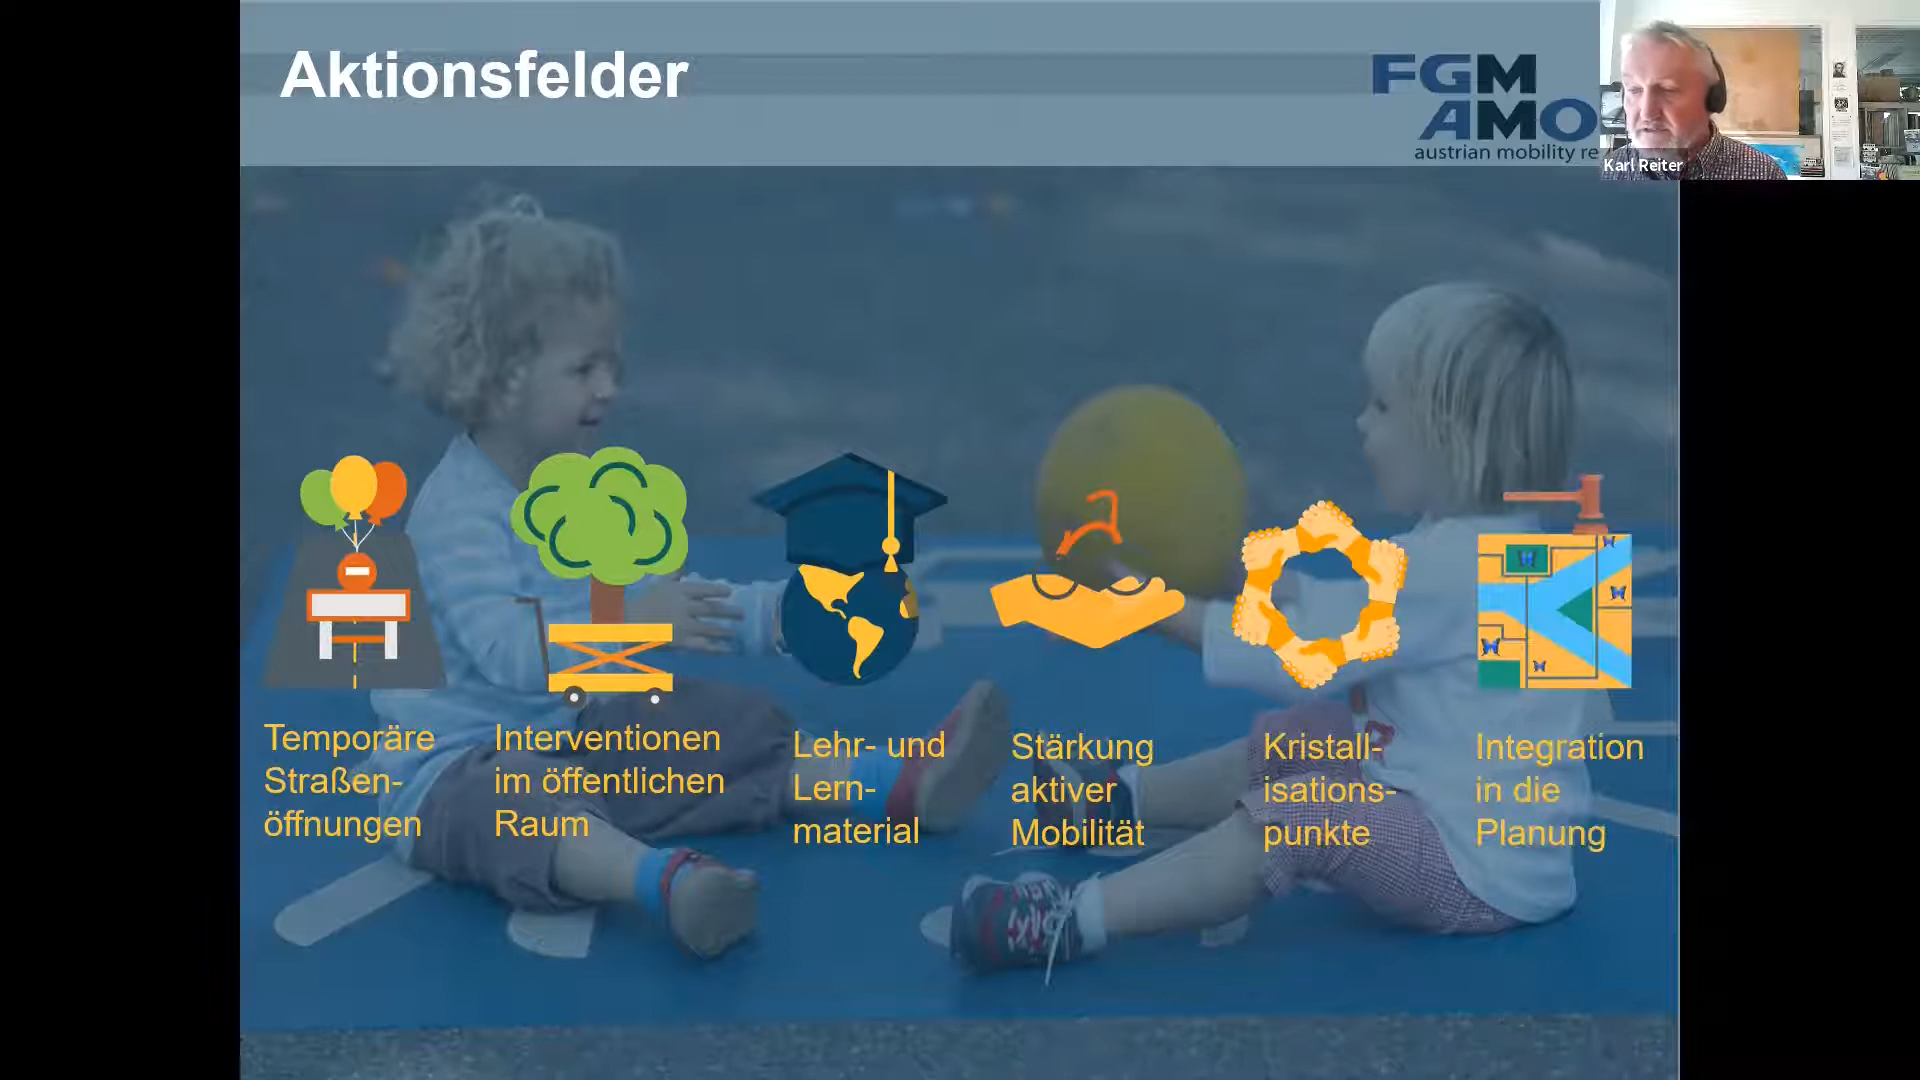 Aktionsfelder
FGM
AMO
austrian mobility re
Karl Reiter
Temporäre
Straßen-
öffnungen
Interventionen
im öffentlichen
Raum
Lehr- und
Lern-
material
Stärkung
aktiver
Mobilität
Kristall-
isations-
punkte
Integration
in die
Planung